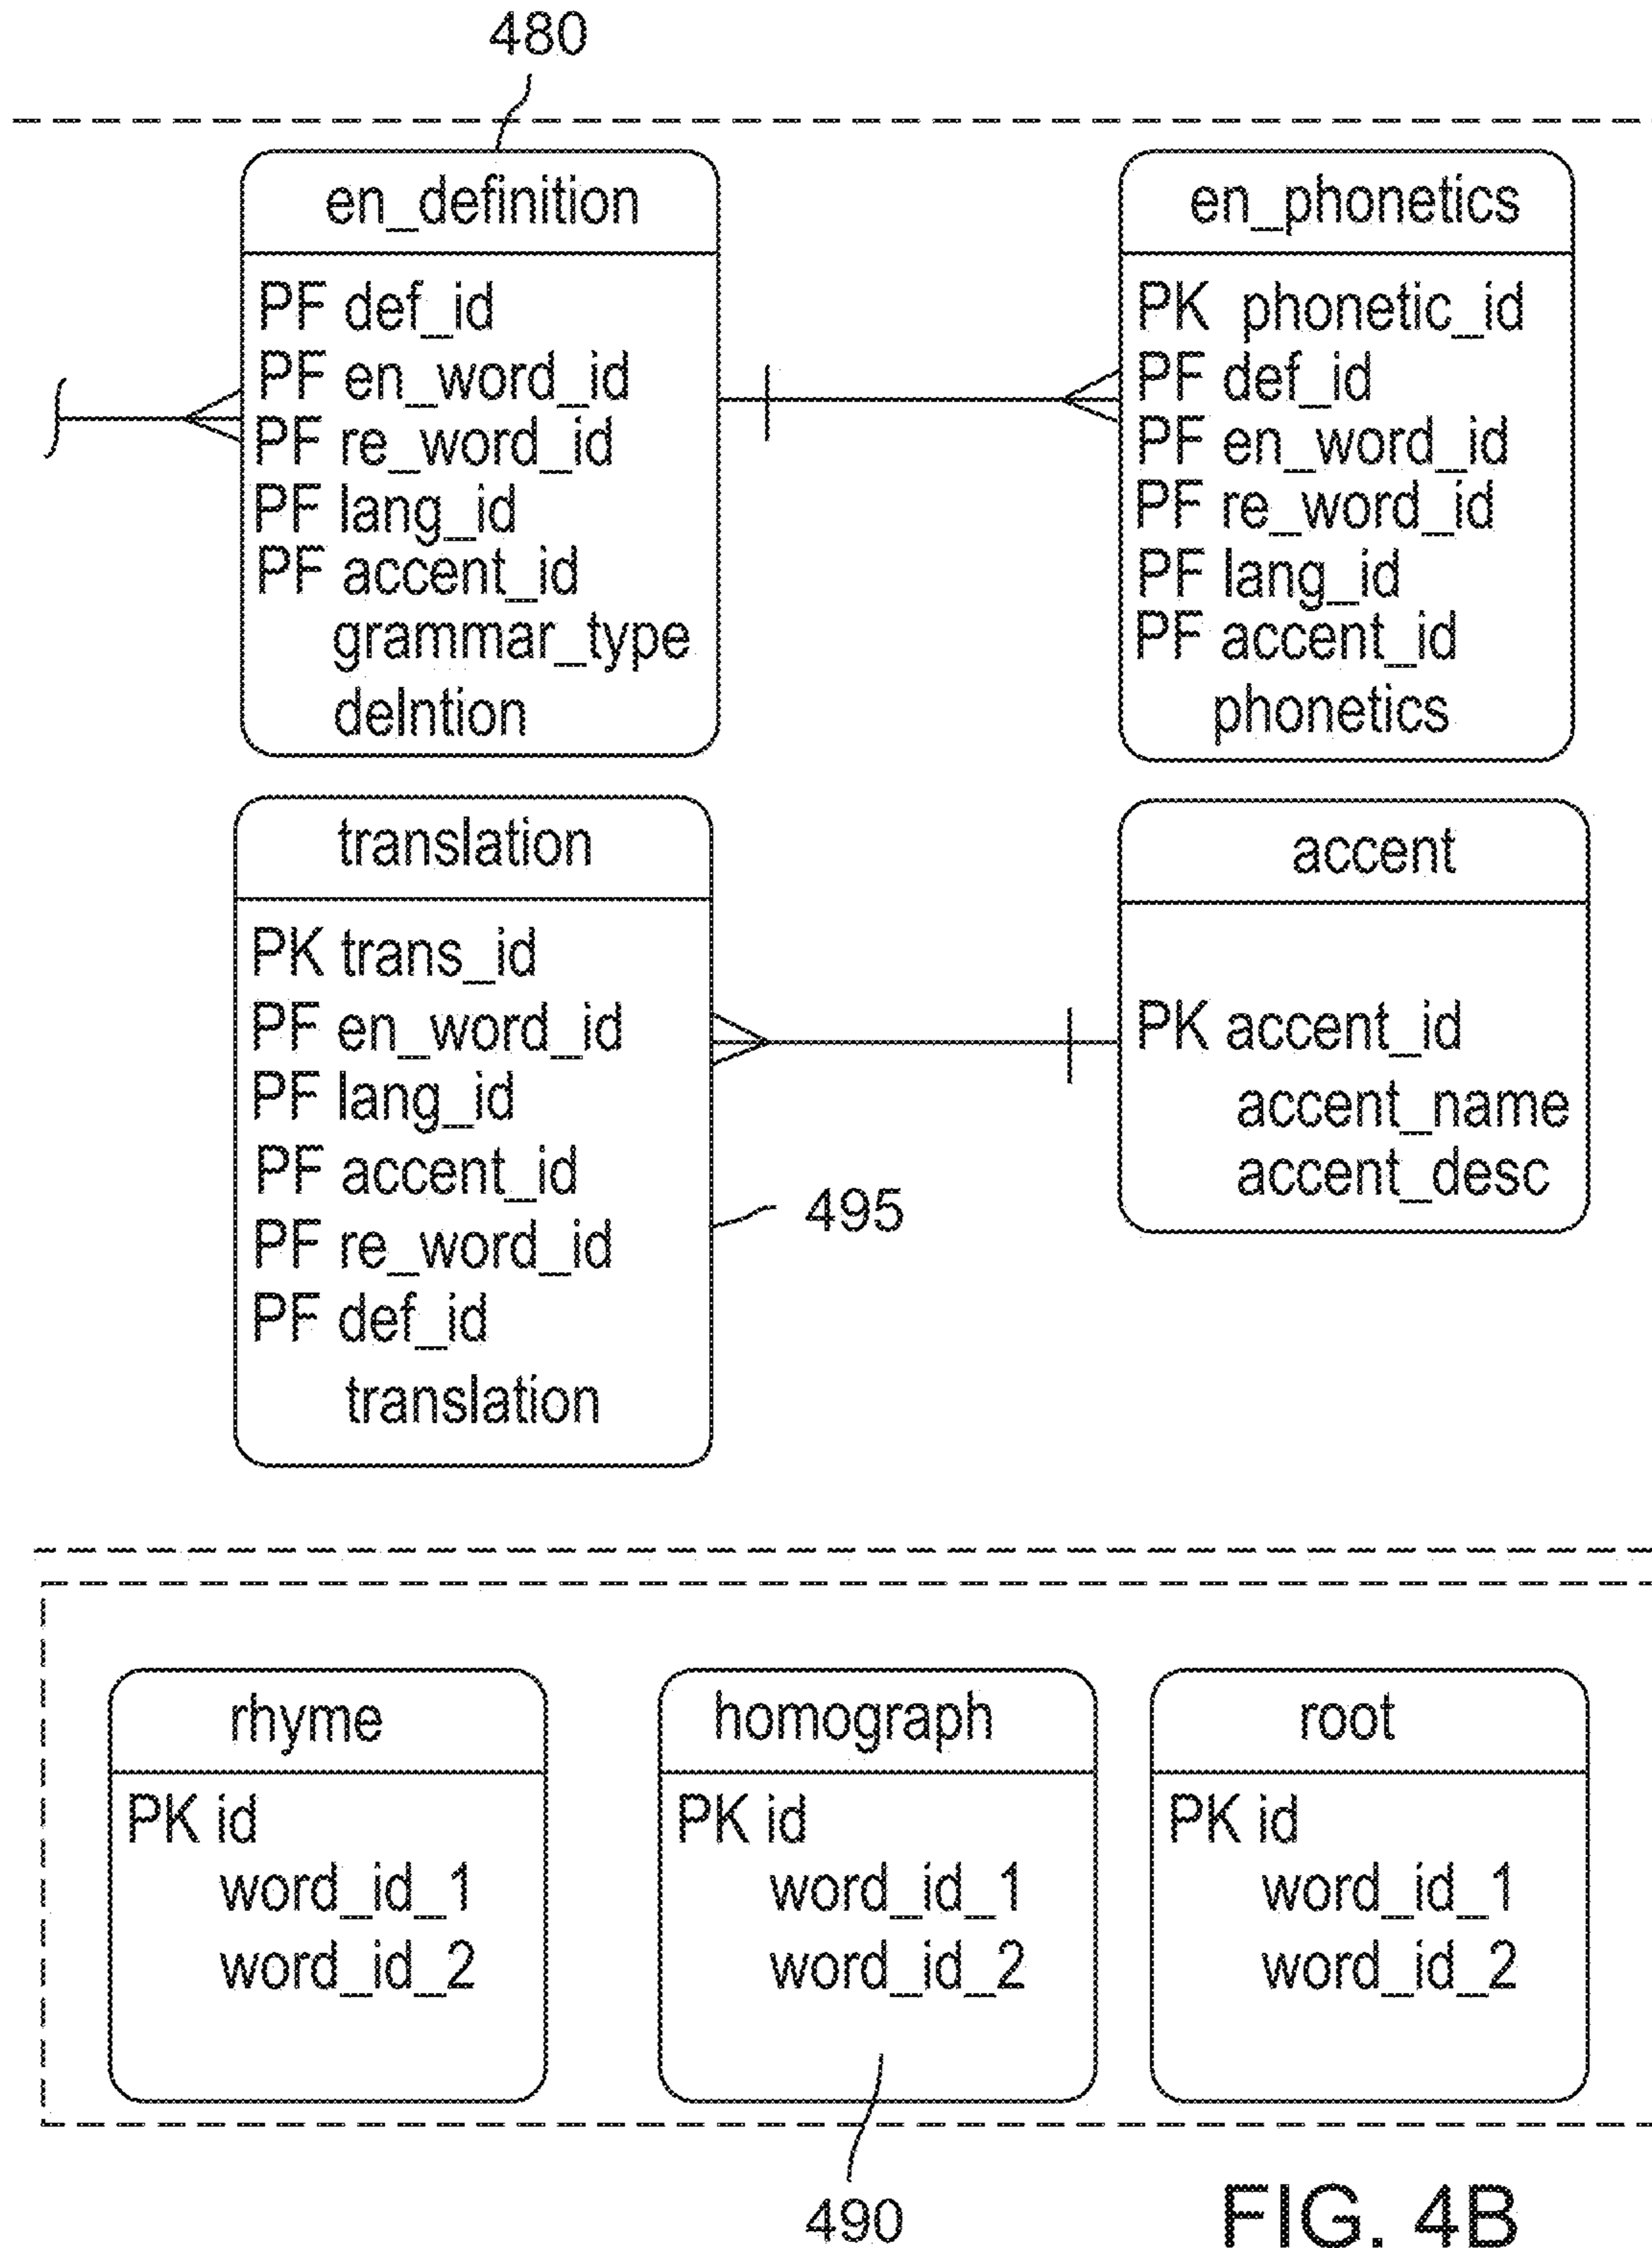 480
en_definition
PF def_id
PF en_word_id
PF re_word_id
PF lang_id
PF accent_id
grammar_type
delntion
en_phonetics
PK phonetic_id
PF def_id
PF en_word_id
PF re_word_id
PF lang_id
PF accent_id
phonetics
translation
PK trans_id
PF en_word_id
PF lang_id
PF accent_id
PF re_word_id
PF def_id
translation
495
accent
PK accent_id
accent_name
accent_desc
rhyme
PK id
word_id_1
word_id_2
homograph
PK id
word_id_1
word_id_2
root
PK id
word_id_1
word_id_2
490
FIG. 4B